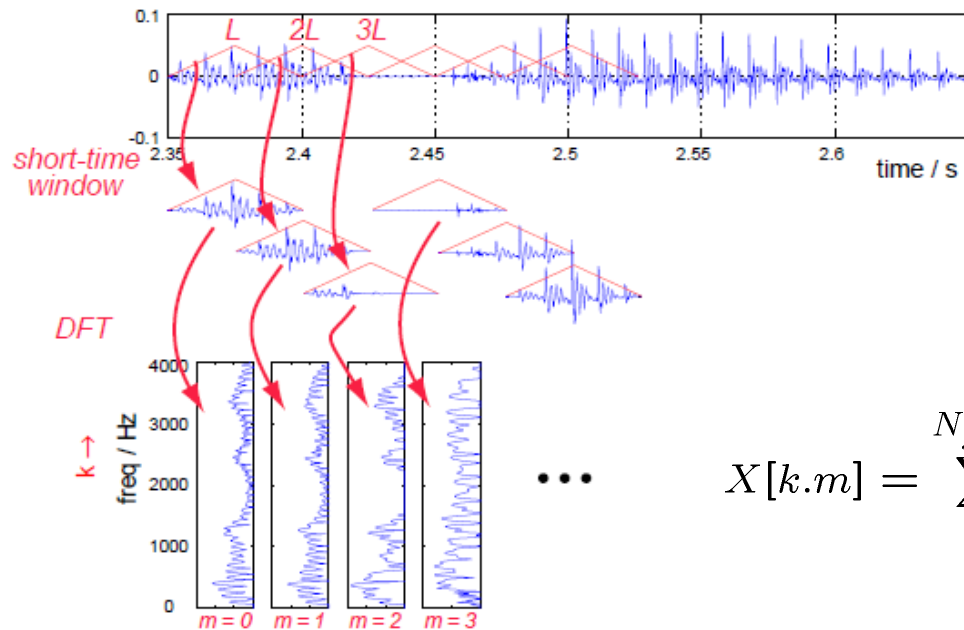 0.1
0
-0.1
L 2L 3L
2.35 2.4 2.45 2.5 2.55 2.6
time / s
short-time
window
DFT
4000
3000
2000
1000
0
freq / Hz
k →
m = 0 m = 1 m = 2 m = 3
• • •
X[k.m] = ∑ N